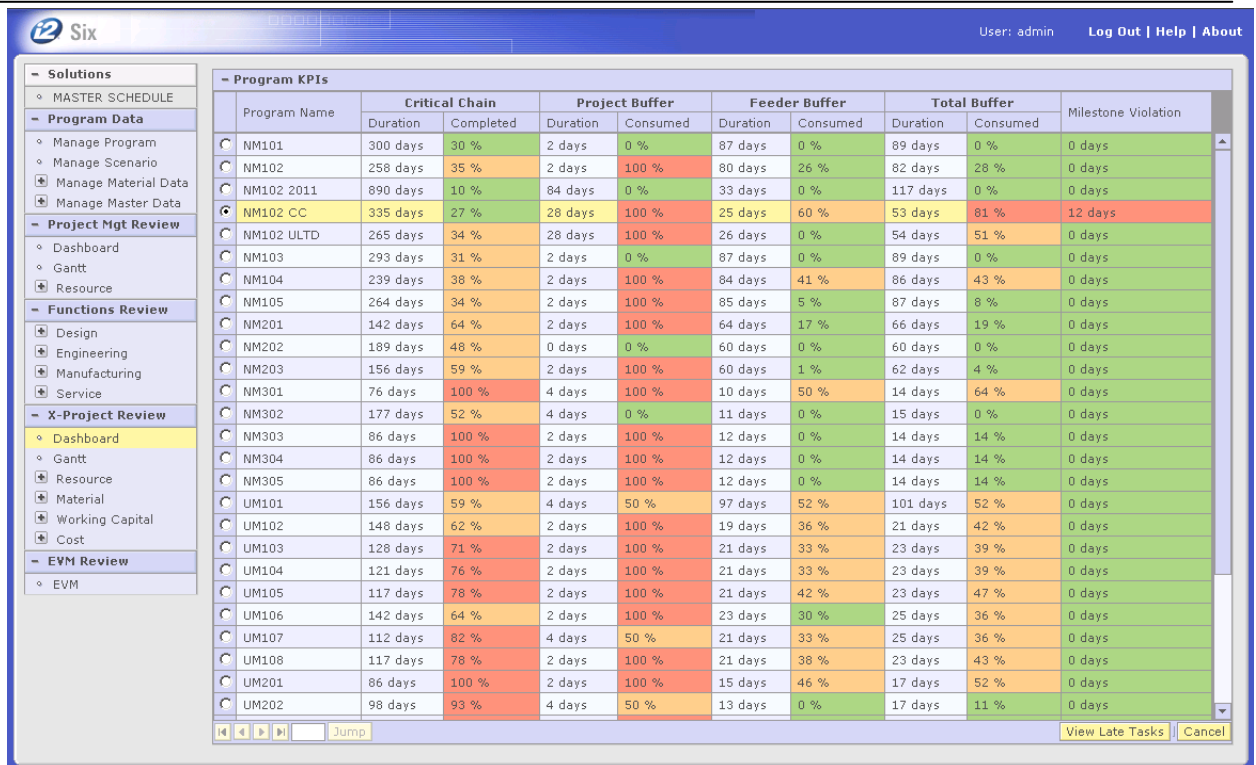 i2 Six
User: admin Log Out | Help | About
- Solutions
MASTER SCHEDULE
- Program Data
Manage Program
Manage Scenario
+ Manage Material Data
+ Manage Master Data
- Project Mgt Review
Dashboard
Gantt
+ Resource
- Functions Review
+ Design
+ Engineering
+ Manufacturing
+ Service
- X-Project Review
Dashboard
Gantt
+ Resource
+ Material
+ Working Capital
+ Cost
- EVM Review
EVM
- Program KPIs
Program Name Critical Chain Project Buffer Feeder Buffer Total Buffer Milestone Violation
Duration Completed Duration Consumed Duration Consumed Duration Consumed
NM101 300 days 30 % 2 days 0 % 87 days 0 % 89 days 0 % 0 days
NM102 258 days 35 % 2 days 100 % 80 days 26 % 82 days 28 % 0 days
NM102 2011 890 days 10 % 84 days 0 % 33 days 0 % 117 days 0 % 0 days
NM102 CC 335 days 27 % 28 days 100 % 25 days 60 % 53 days 81 % 12 days
NM102 ULTD 265 days 34 % 28 days 100 % 26 days 0 % 54 days 51 % 0 days
NM103 293 days 31 % 2 days 0 % 87 days 0 % 89 days 0 % 0 days
NM104 239 days 38 % 2 days 100 % 84 days 41 % 86 days 43 % 0 days
NM105 264 days 34 % 2 days 100 % 85 days 5 % 87 days 8 % 0 days
NM201 142 days 64 % 2 days 100 % 64 days 17 % 66 days 19 % 0 days
NM202 189 days 48 % 0 days 0 % 60 days 0 % 60 days 0 % 0 days
NM203 156 days 59 % 2 days 100 % 60 days 1 % 62 days 4 % 0 days
NM301 76 days 100 % 4 days 100 % 10 days 50 % 14 days 64 % 0 days
NM302 177 days 52 % 4 days 0 % 11 days 0 % 15 days 0 % 0 days
NM303 86 days 100 % 2 days 100 % 12 days 0 % 14 days 14 % 0 days
NM304 86 days 100 % 2 days 100 % 12 days 0 % 14 days 14 % 0 days
NM305 86 days 100 % 2 days 100 % 12 days 0 % 14 days 14 % 0 days
UM101 156 days 59 % 4 days 50 % 97 days 52 % 101 days 52 % 0 days
UM102 148 days 62 % 2 days 100 % 19 days 36 % 21 days 42 % 0 days
UM103 128 days 71 % 2 days 100 % 21 days 33 % 23 days 39 % 0 days
UM104 121 days 76 % 2 days 100 % 21 days 33 % 23 days 39 % 0 days
UM105 117 days 78 % 2 days 100 % 21 days 42 % 23 days 47 % 0 days
UM106 142 days 64 % 2 days 100 % 23 days 30 % 25 days 36 % 0 days
UM107 112 days 82 % 4 days 50 % 21 days 33 % 25 days 36 % 0 days
UM108 117 days 78 % 2 days 100 % 21 days 38 % 23 days 43 % 0 days
UM201 86 days 100 % 2 days 100 % 15 days 46 % 17 days 52 % 0 days
UM202 98 days 93 % 4 days 50 % 13 days 0 % 17 days 11 % 0 days
Jump View Late Tasks | Cancel